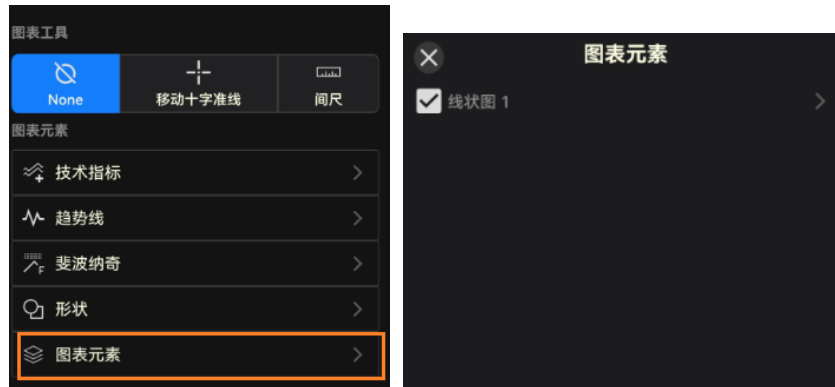 图表工具
None
移动十字准线
间尺
图表元素
技术指标
趋势线
斐波纳奇
形状
图表元素
图表元素
线状图 1